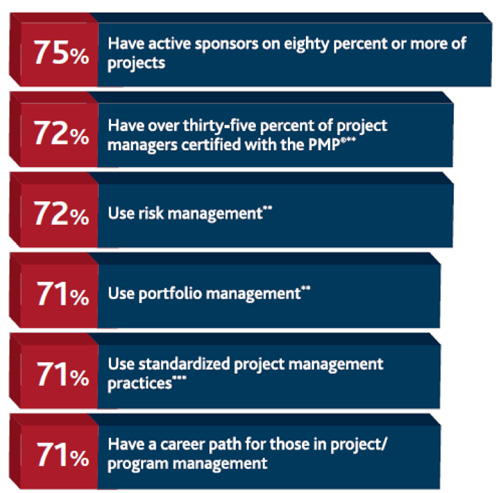 75% Have active sponsors on eighty percent or more of
projects
72% Have over thirty-five percent of project
managers certified with the PMP®**
72% Use risk management**
71% Use portfolio management**
71% Use standardized project management
practices***
71% Have a career path for those in project/
program management